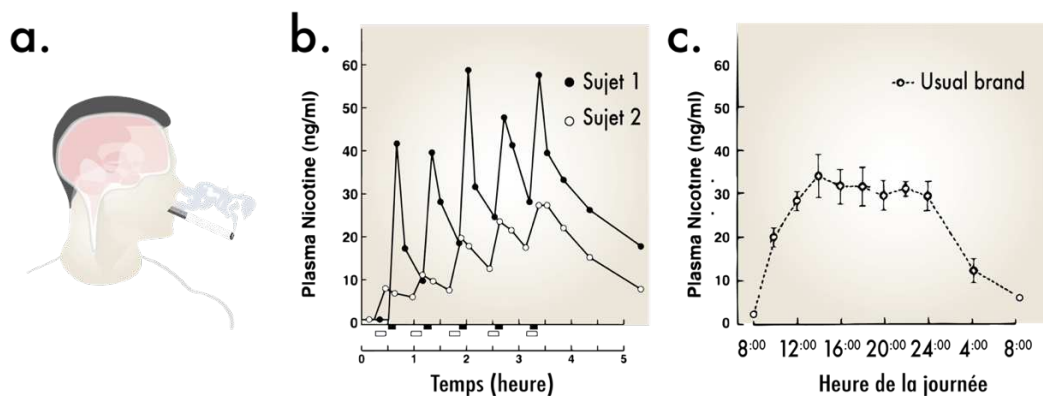 a.
b.
Plasma Nicotine (ng/ml)
60
50
40
30
20
10
0
Sujet 1
Sujet 2
0 1 2 3 4 5
Temps (heure)
c.
Plasma Nicotine (ng/ml)
60
50
40
30
20
10
0
Usual brand
8:00 12:00 16:00 20:00 24:00 4:00 8:00
Heure de la journée